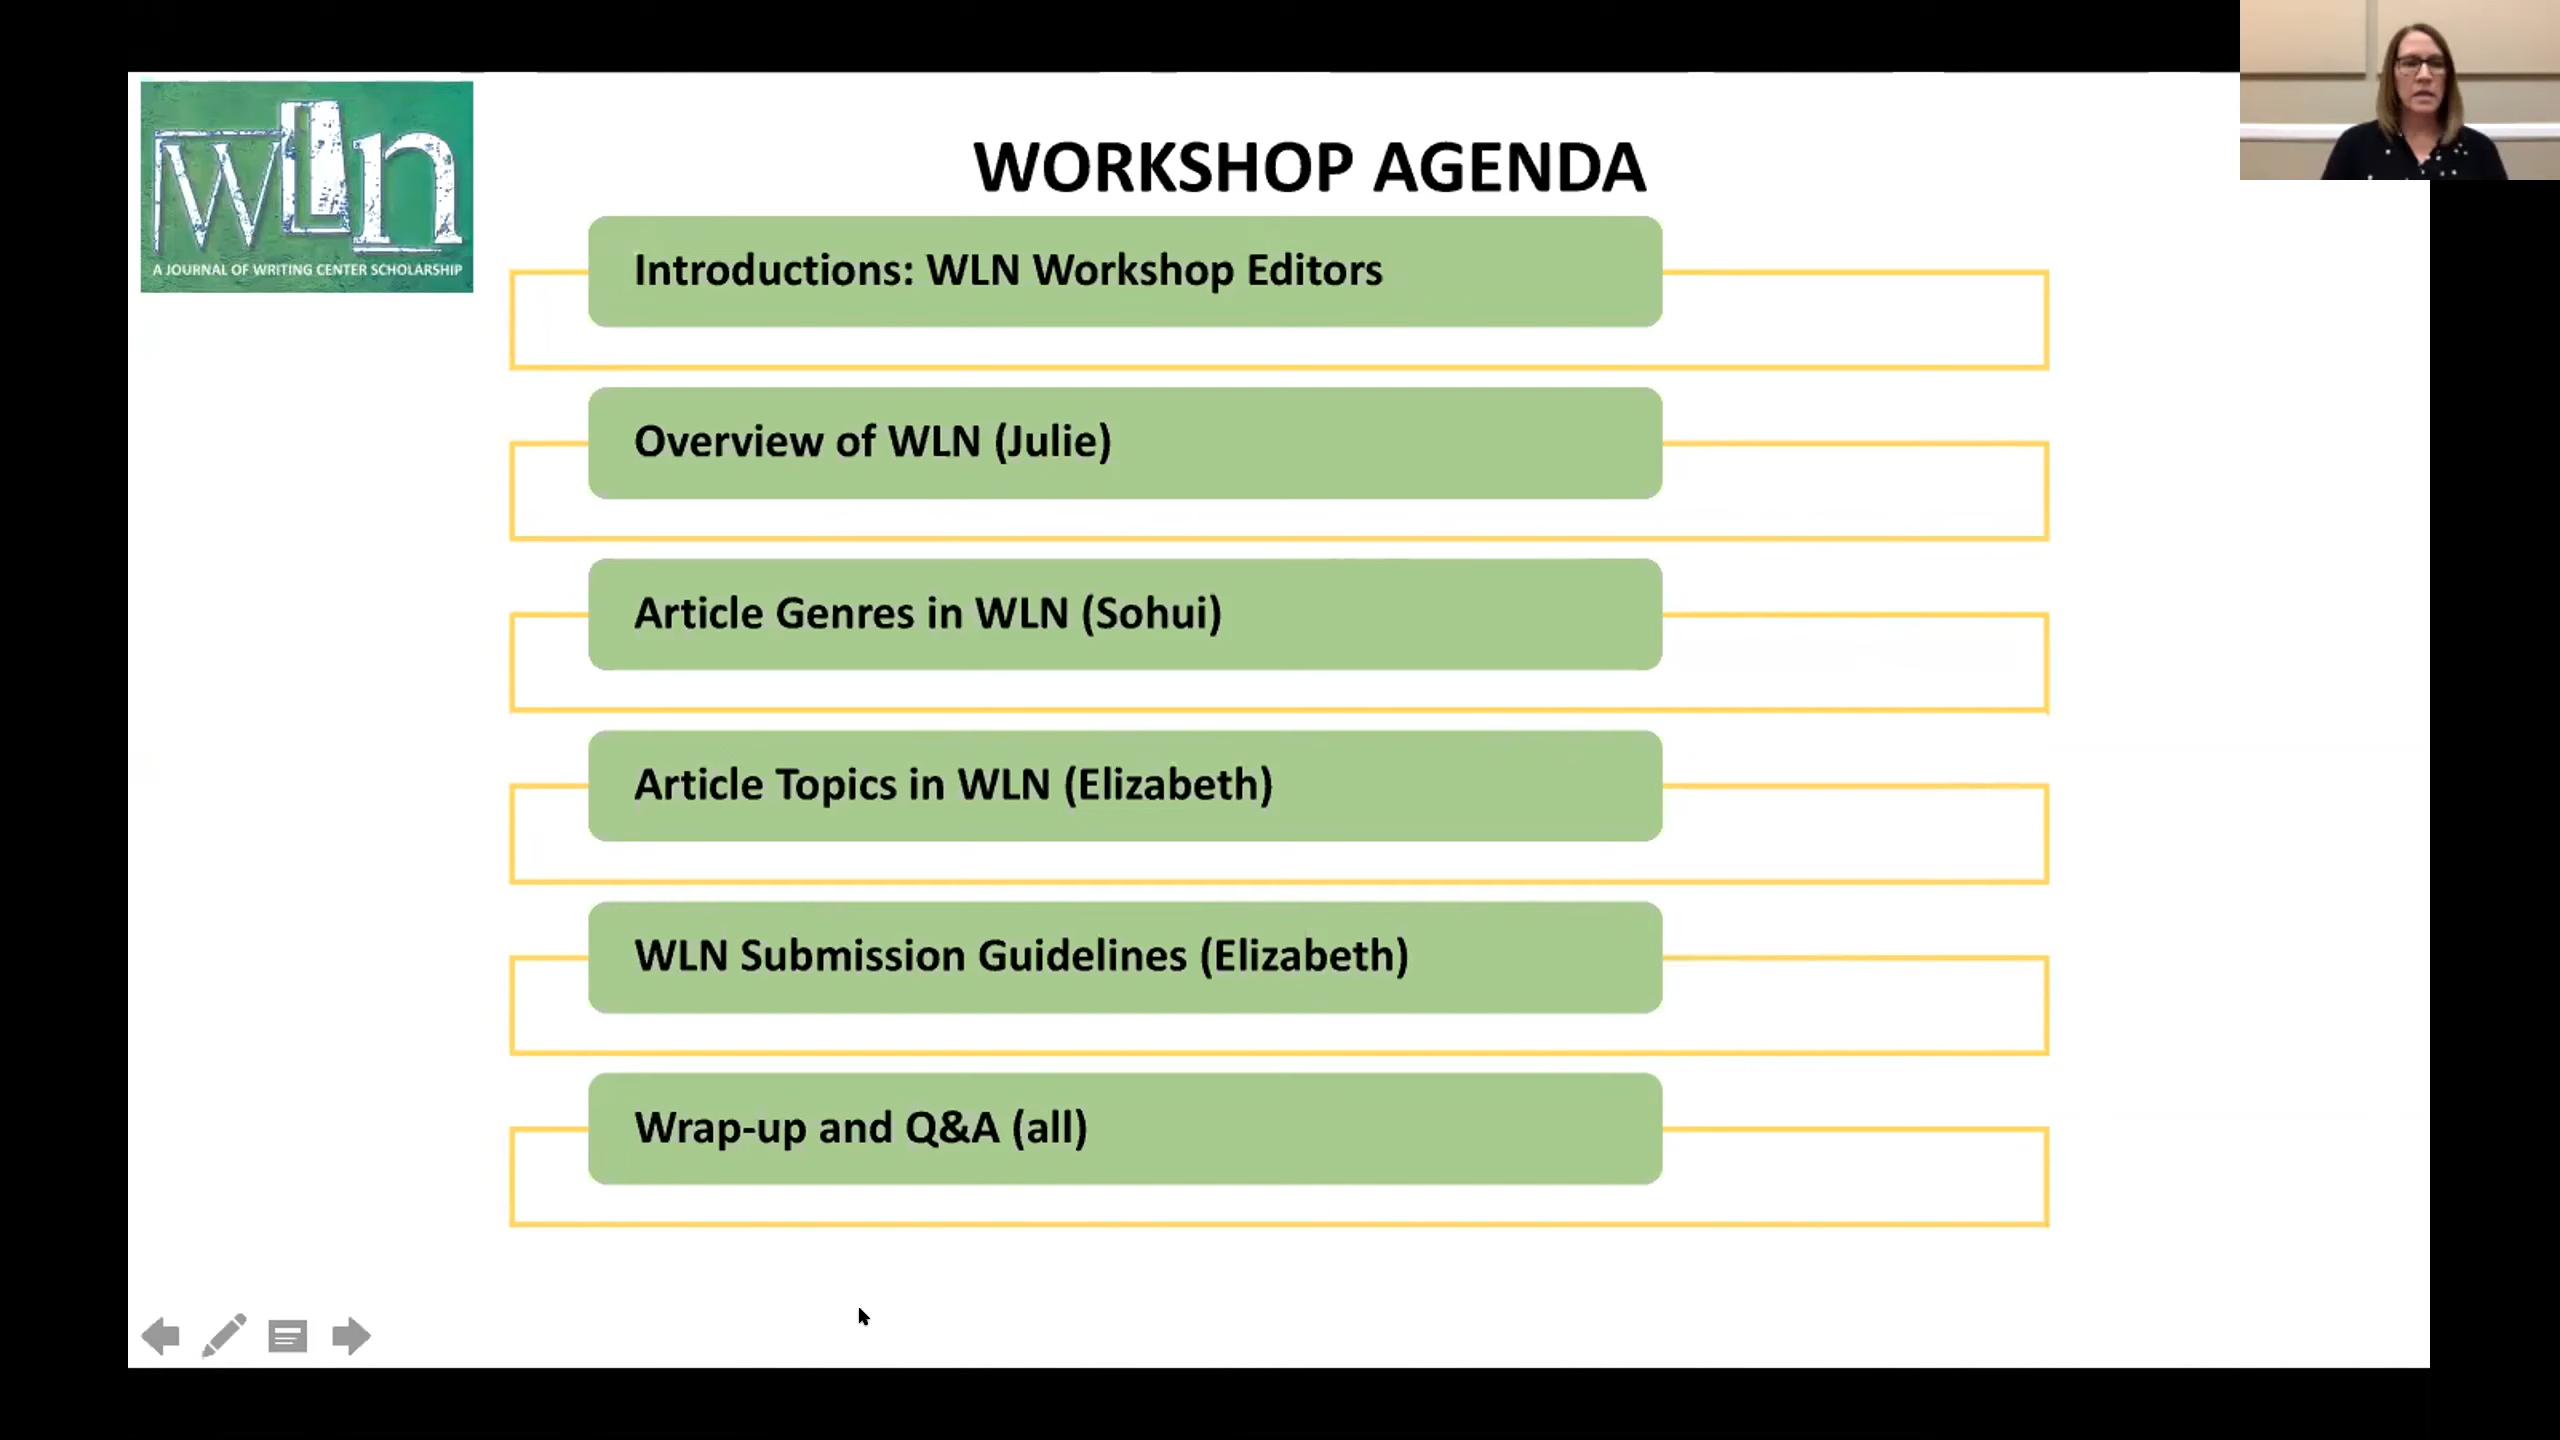 wLn
A JOURNAL OF WRITING CENTER SCHOLARSHIP
WORKSHOP AGENDA
Introductions: WLN Workshop Editors
Overview of WLN (Julie)
Article Genres in WLN (Sohui)
Article Topics in WLN (Elizabeth)
WLN Submission Guidelines (Elizabeth)
Wrap-up and Q&A (all)